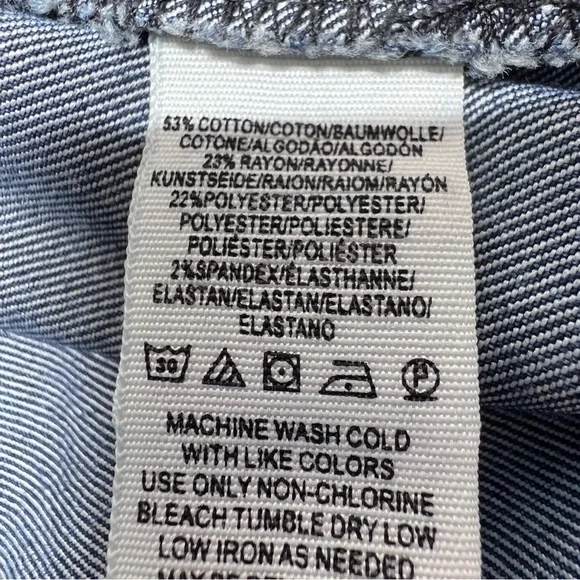 53% COTTON/COTON/BAUMWOLLE/
COTONE/ALGODÃO/ALGODÓN
23% RAYON/RAYONNE/
KUNSTSEIDE/RAION/RAIOM/RAYÓN
22%POLYESTER/POLYESTER/
POLYESTER/POLIESTERE/
POLIÉSTER/POLIÉSTER
2%SPANDEX/ÉLASTHANNE/
ELASTAN/ELASTAN/ELASTANO/
ELASTANO
30 P
MACHINE WASH COLD
WITH LIKE COLORS
USE ONLY NON-CHLORINE
BLEACH TUMBLE DRY LOW
LOW IRON AS NEEDED
MAY BE